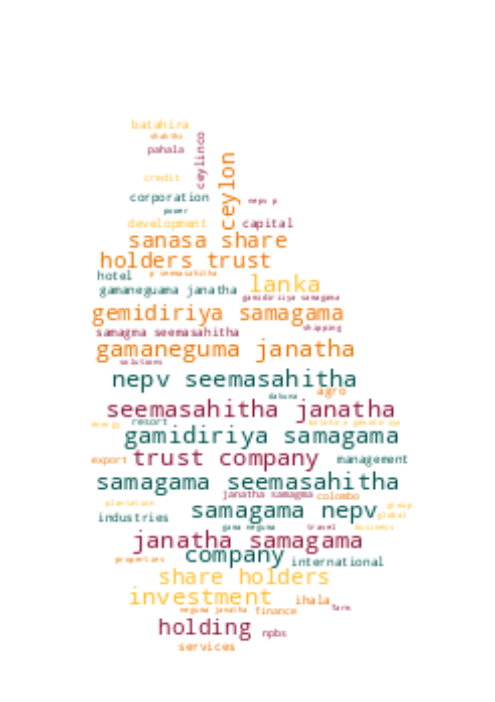 batahira
shakthi
pahala
ceylinco
ceylon
credit
corporation
nepv p
power
development capital
sanasa share
holders trust
hotel p seemasahitha
gamaneguma janatha lanka
gamidiriya samagama
gemidiriya samagama
samagma seemasahitha shipping
gamaneguma janatha
solutions
nepv seemasahitha
dakuna agro
seemasahitha janatha
energy resort
gamidiriya samagama
export trust company management
samagama seemasahitha
janatha samagma colombo
plantation group
samagama nepv global
industries
gama neguma travel business
janatha samagama
company
properties international
share holders
investment ihala
neguma janatha finance farm
holding npbs
services